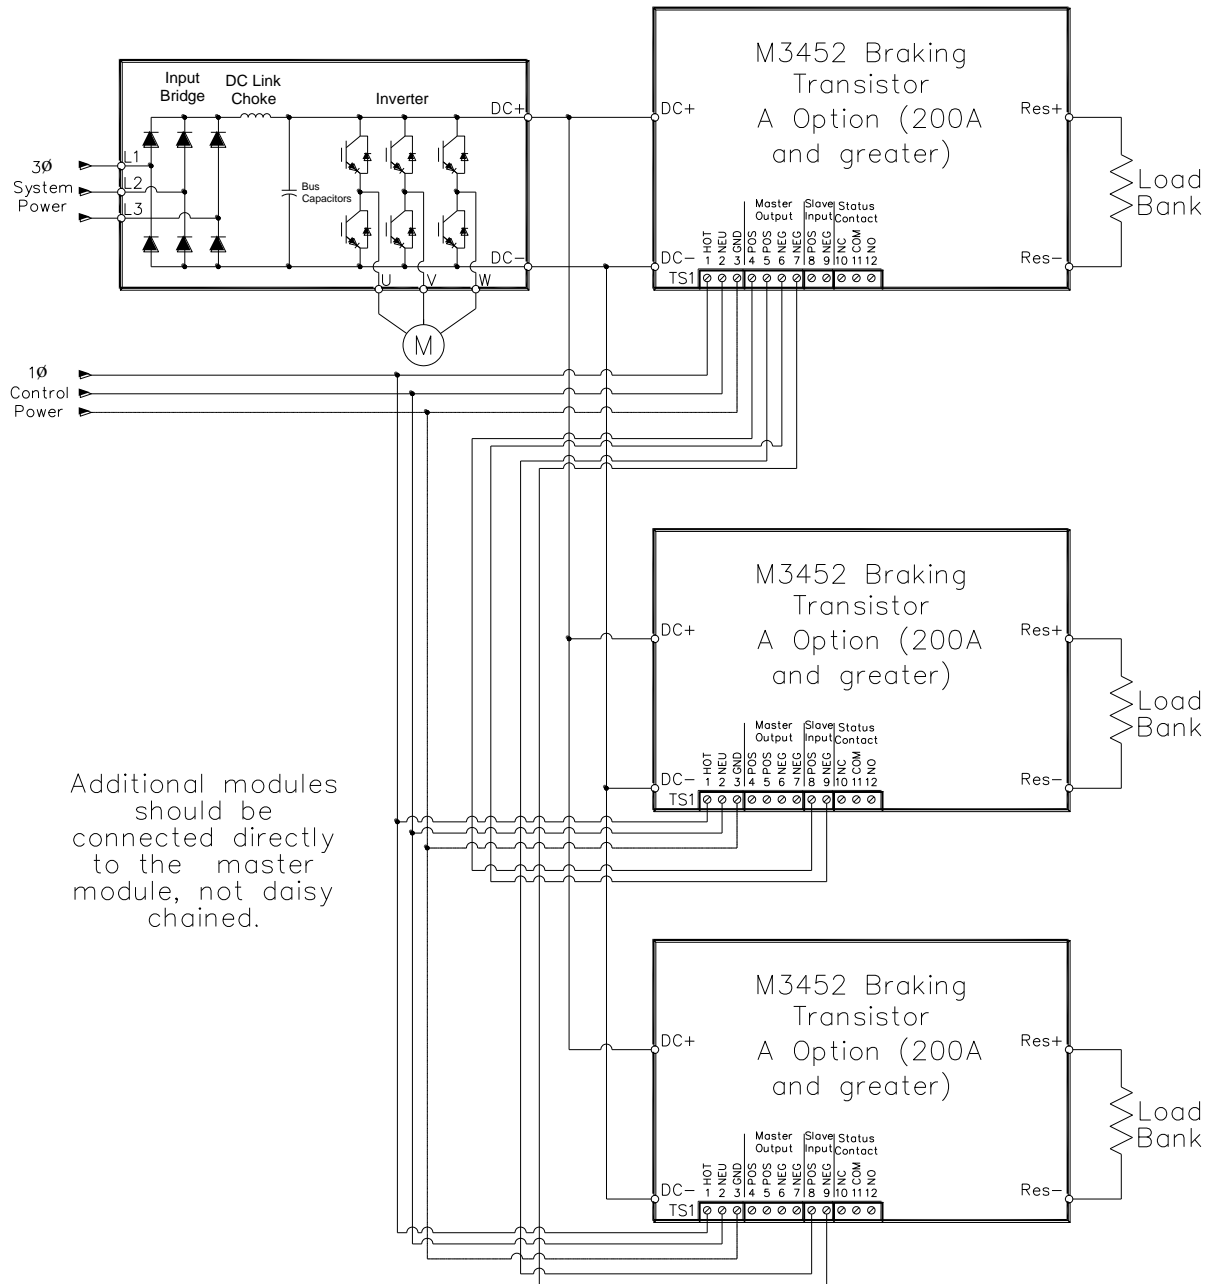 Input
Bridge
DC Link
Choke
Inverter
DC+
3Ø
System
Power
L1
L2
L3
Bus
Capacitors
DC-
U
V
W
M
1Ø
Control
Power
M3452 Braking
Transistor
A Option (200A
and greater)
DC+
Res+
Load
Bank
Master
Output
Slave
Input
Status
Contact
HOT NEU GND POS POS NEG NEG POS NEG NC COM NO
1 2 3 4 5 6 7 8 9 10 11 12
DC-
TS1
Res-
M3452 Braking
Transistor
A Option (200A
and greater)
DC+
Res+
Load
Bank
Master
Output
Slave
Input
Status
Contact
HOT NEU GND POS POS NEG NEG POS NEG NC COM NO
1 2 3 4 5 6 7 8 9 10 11 12
DC-
TS1
Res-
Additional modules
should be
connected directly
to the master
module, not daisy
chained.
M3452 Braking
Transistor
A Option (200A
and greater)
DC+
Res+
Load
Bank
Master
Output
Slave
Input
Status
Contact
HOT NEU GND POS POS NEG NEG POS NEG NC COM NO
1 2 3 4 5 6 7 8 9 10 11 12
DC-
TS1
Res-